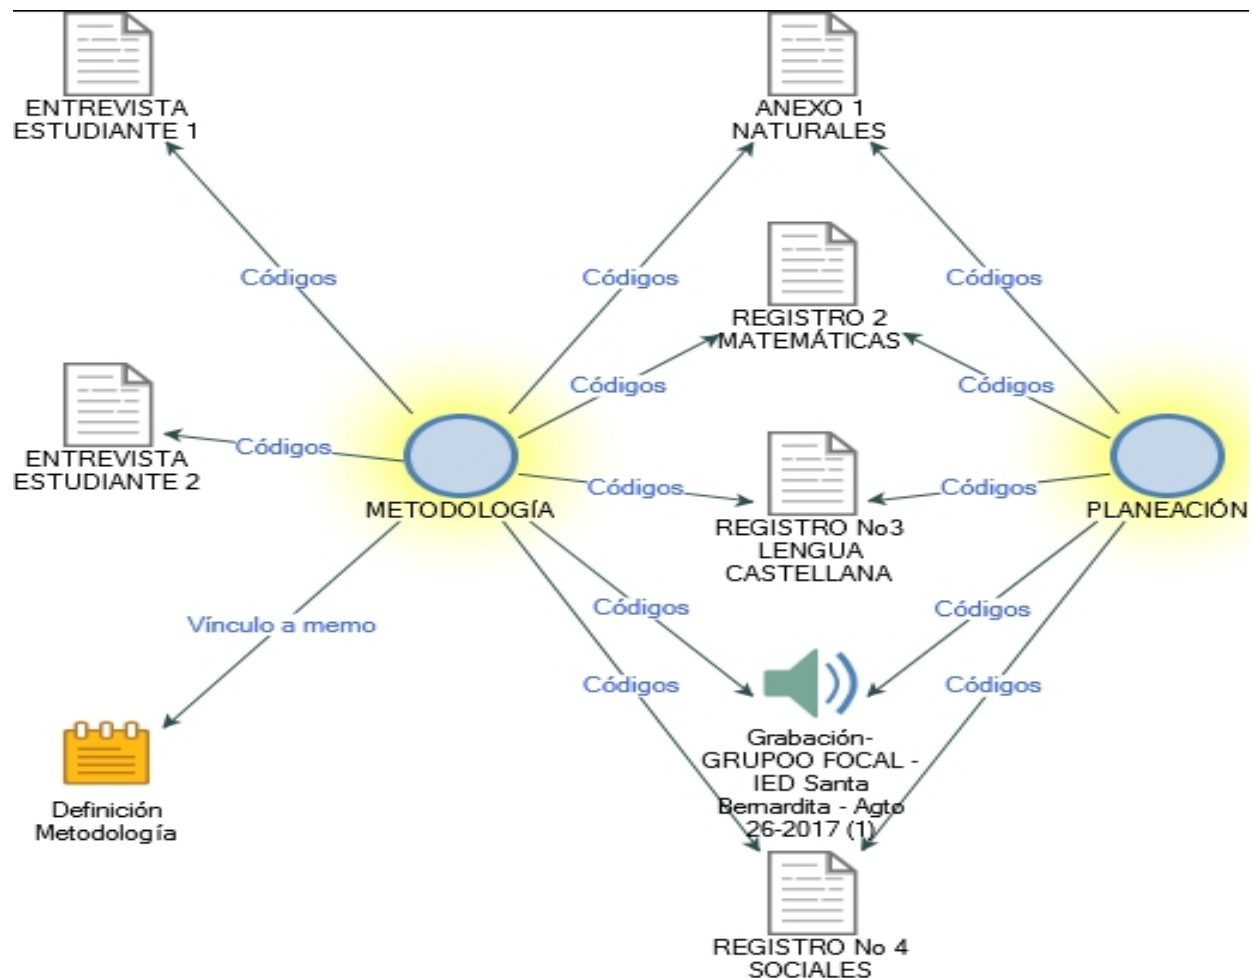 ENTREVISTA
ESTUDIANTE 1
ANEXO 1
NATURALES
Códigos
Códigos
Códigos
REGISTRO 2
MATEMÁTICAS
Códigos
Códigos
ENTREVISTA
ESTUDIANTE 2
Códigos
METODOLOGÍA
PLANEACIÓN
Códigos
Códigos
REGISTRO No3
LENGUA
CASTELLANA
Vínculo a memo
Códigos
Códigos
Códigos
Códigos
Grabación-
GRUPOO FOCAL -
IED Santa
Bernardita - Agto
26-2017 (1)
Definición
Metodología
REGISTRO No 4
SOCIALES